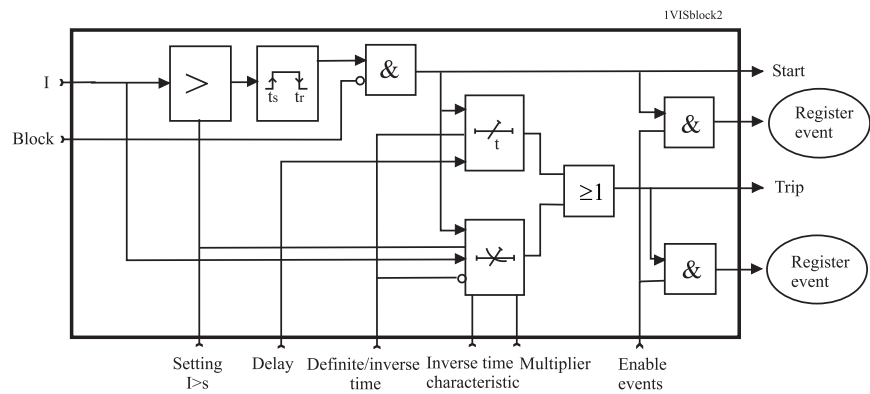 1VISblock2
I
>
ts tr
&
Start
Block
t
&
Register
event
≥1
Trip
&
Register
event
Setting
I>s
Delay
Definite/inverse
time
Inverse time
characteristic
Multiplier
Enable
events